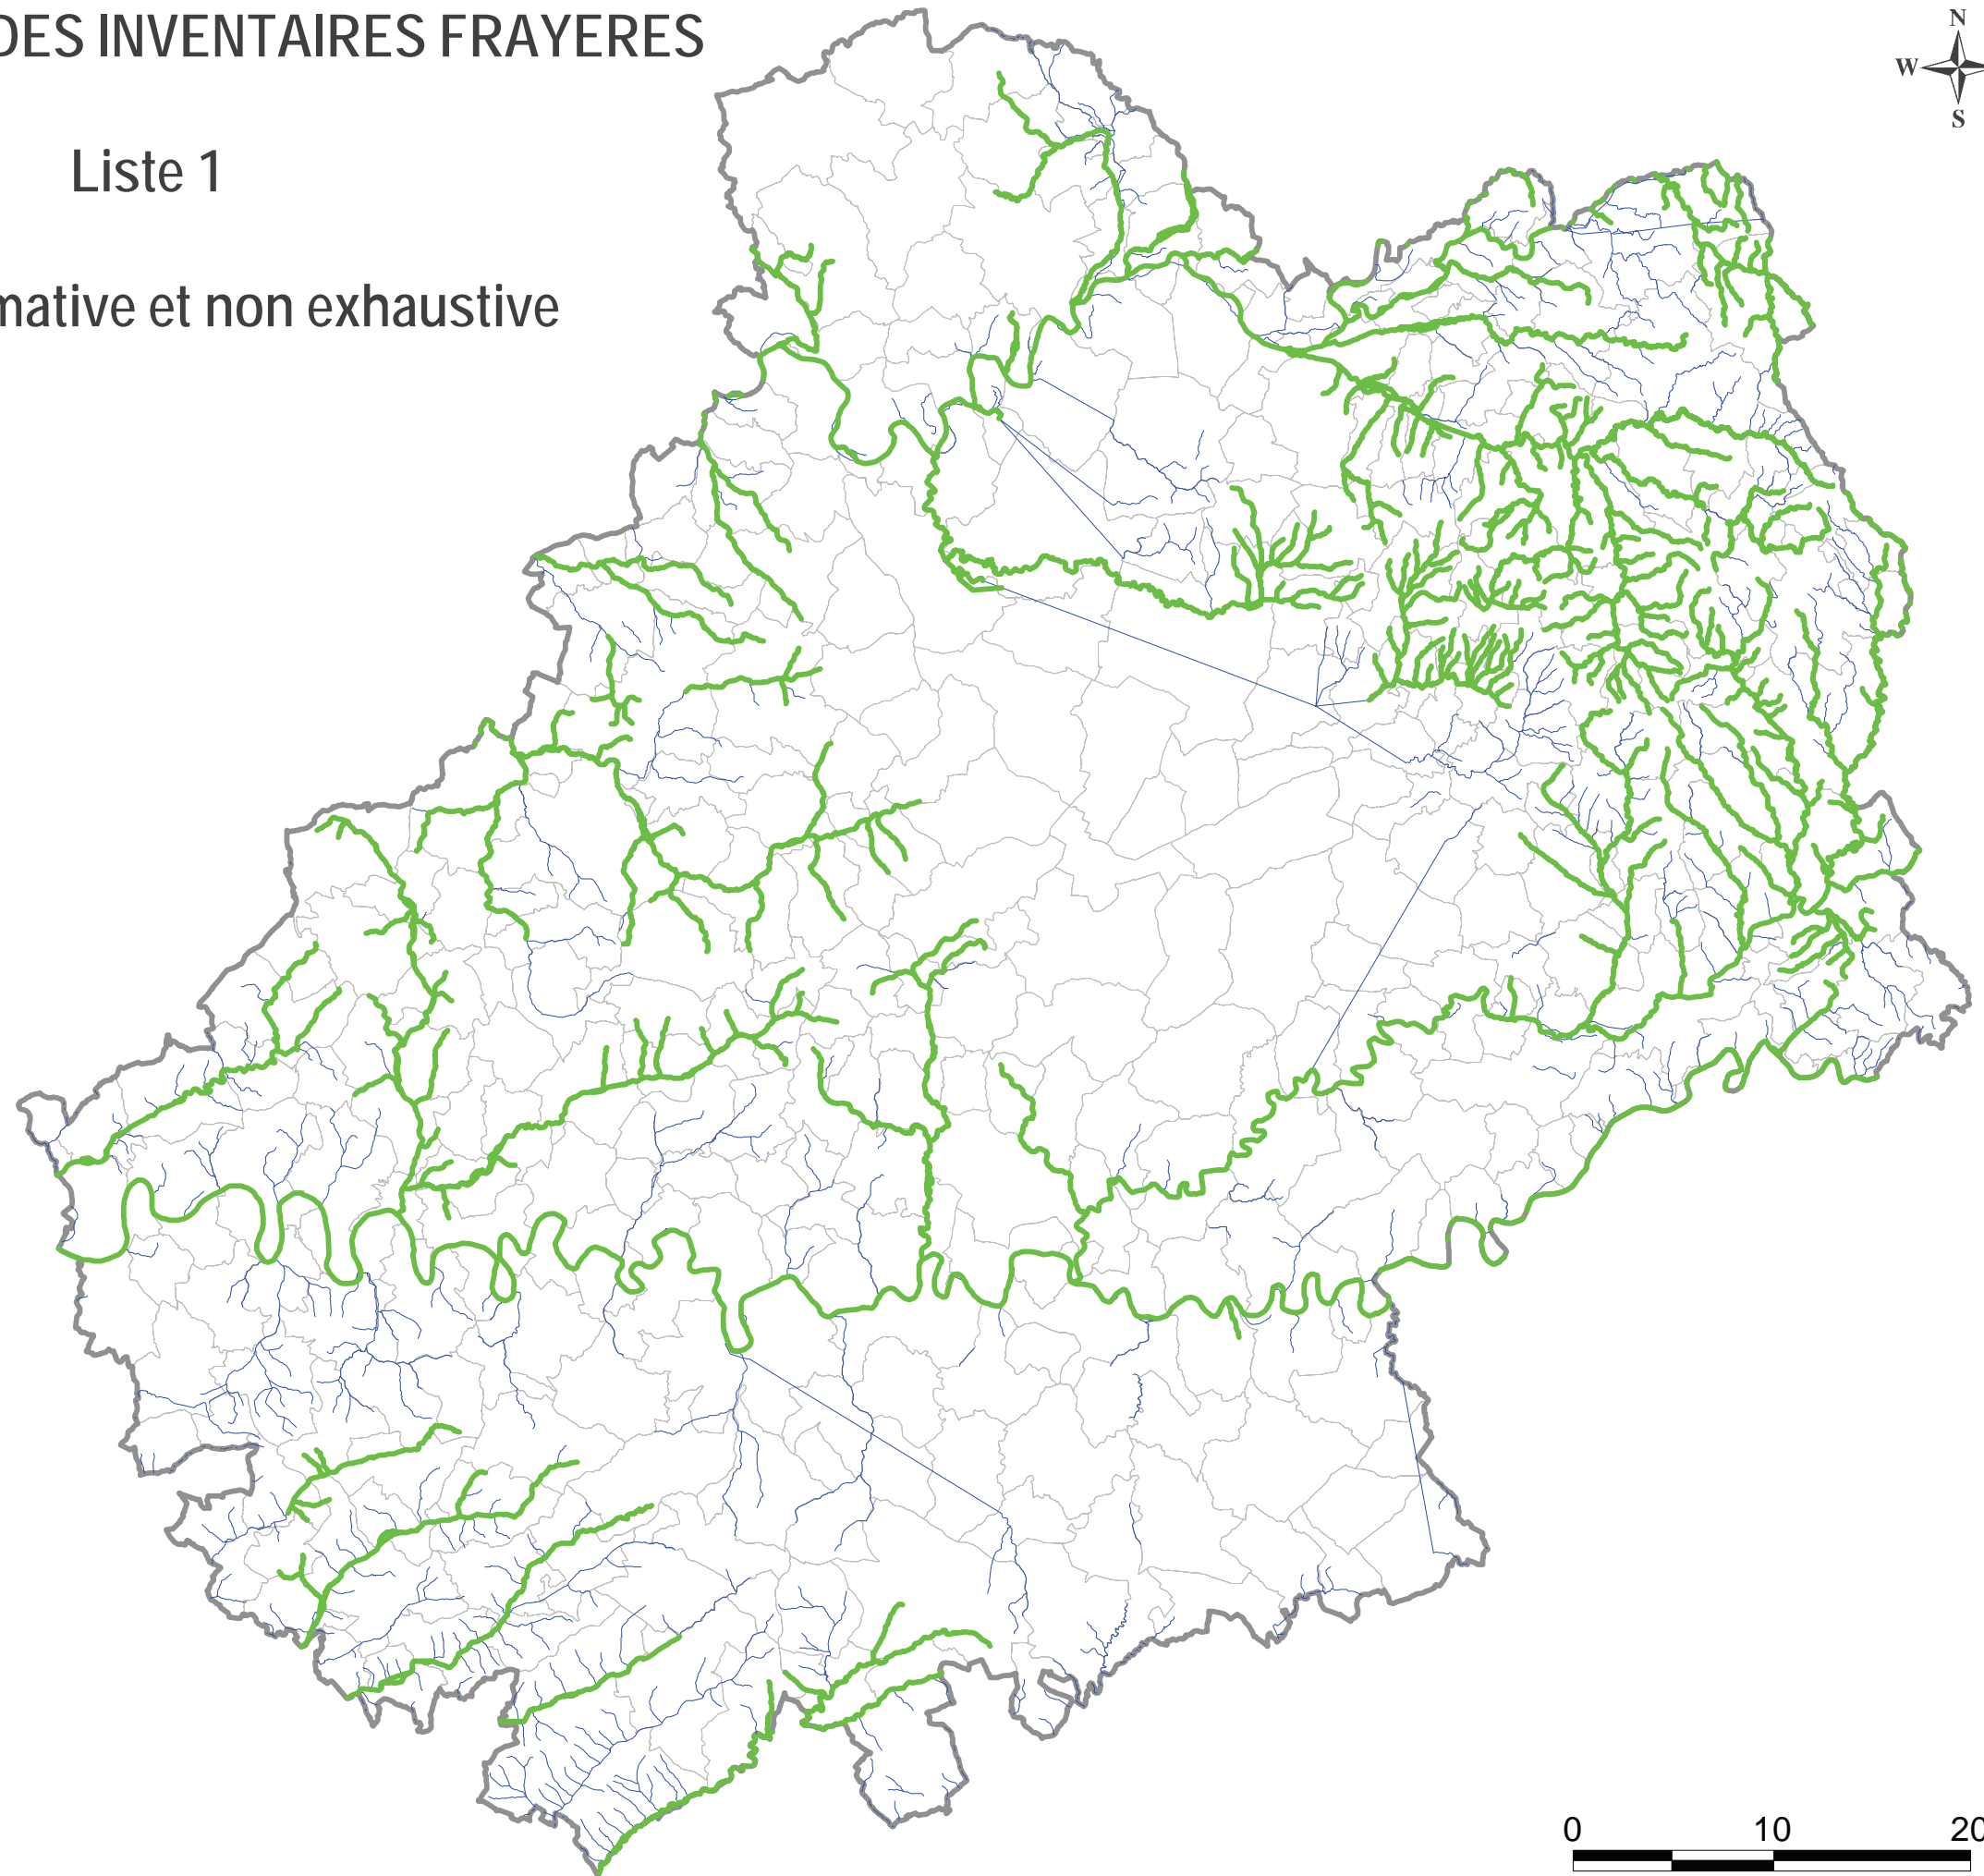 DES INVENTAIRES FRAYERES
N
W
S
Liste 1
mative et non exhaustive
0 10 20